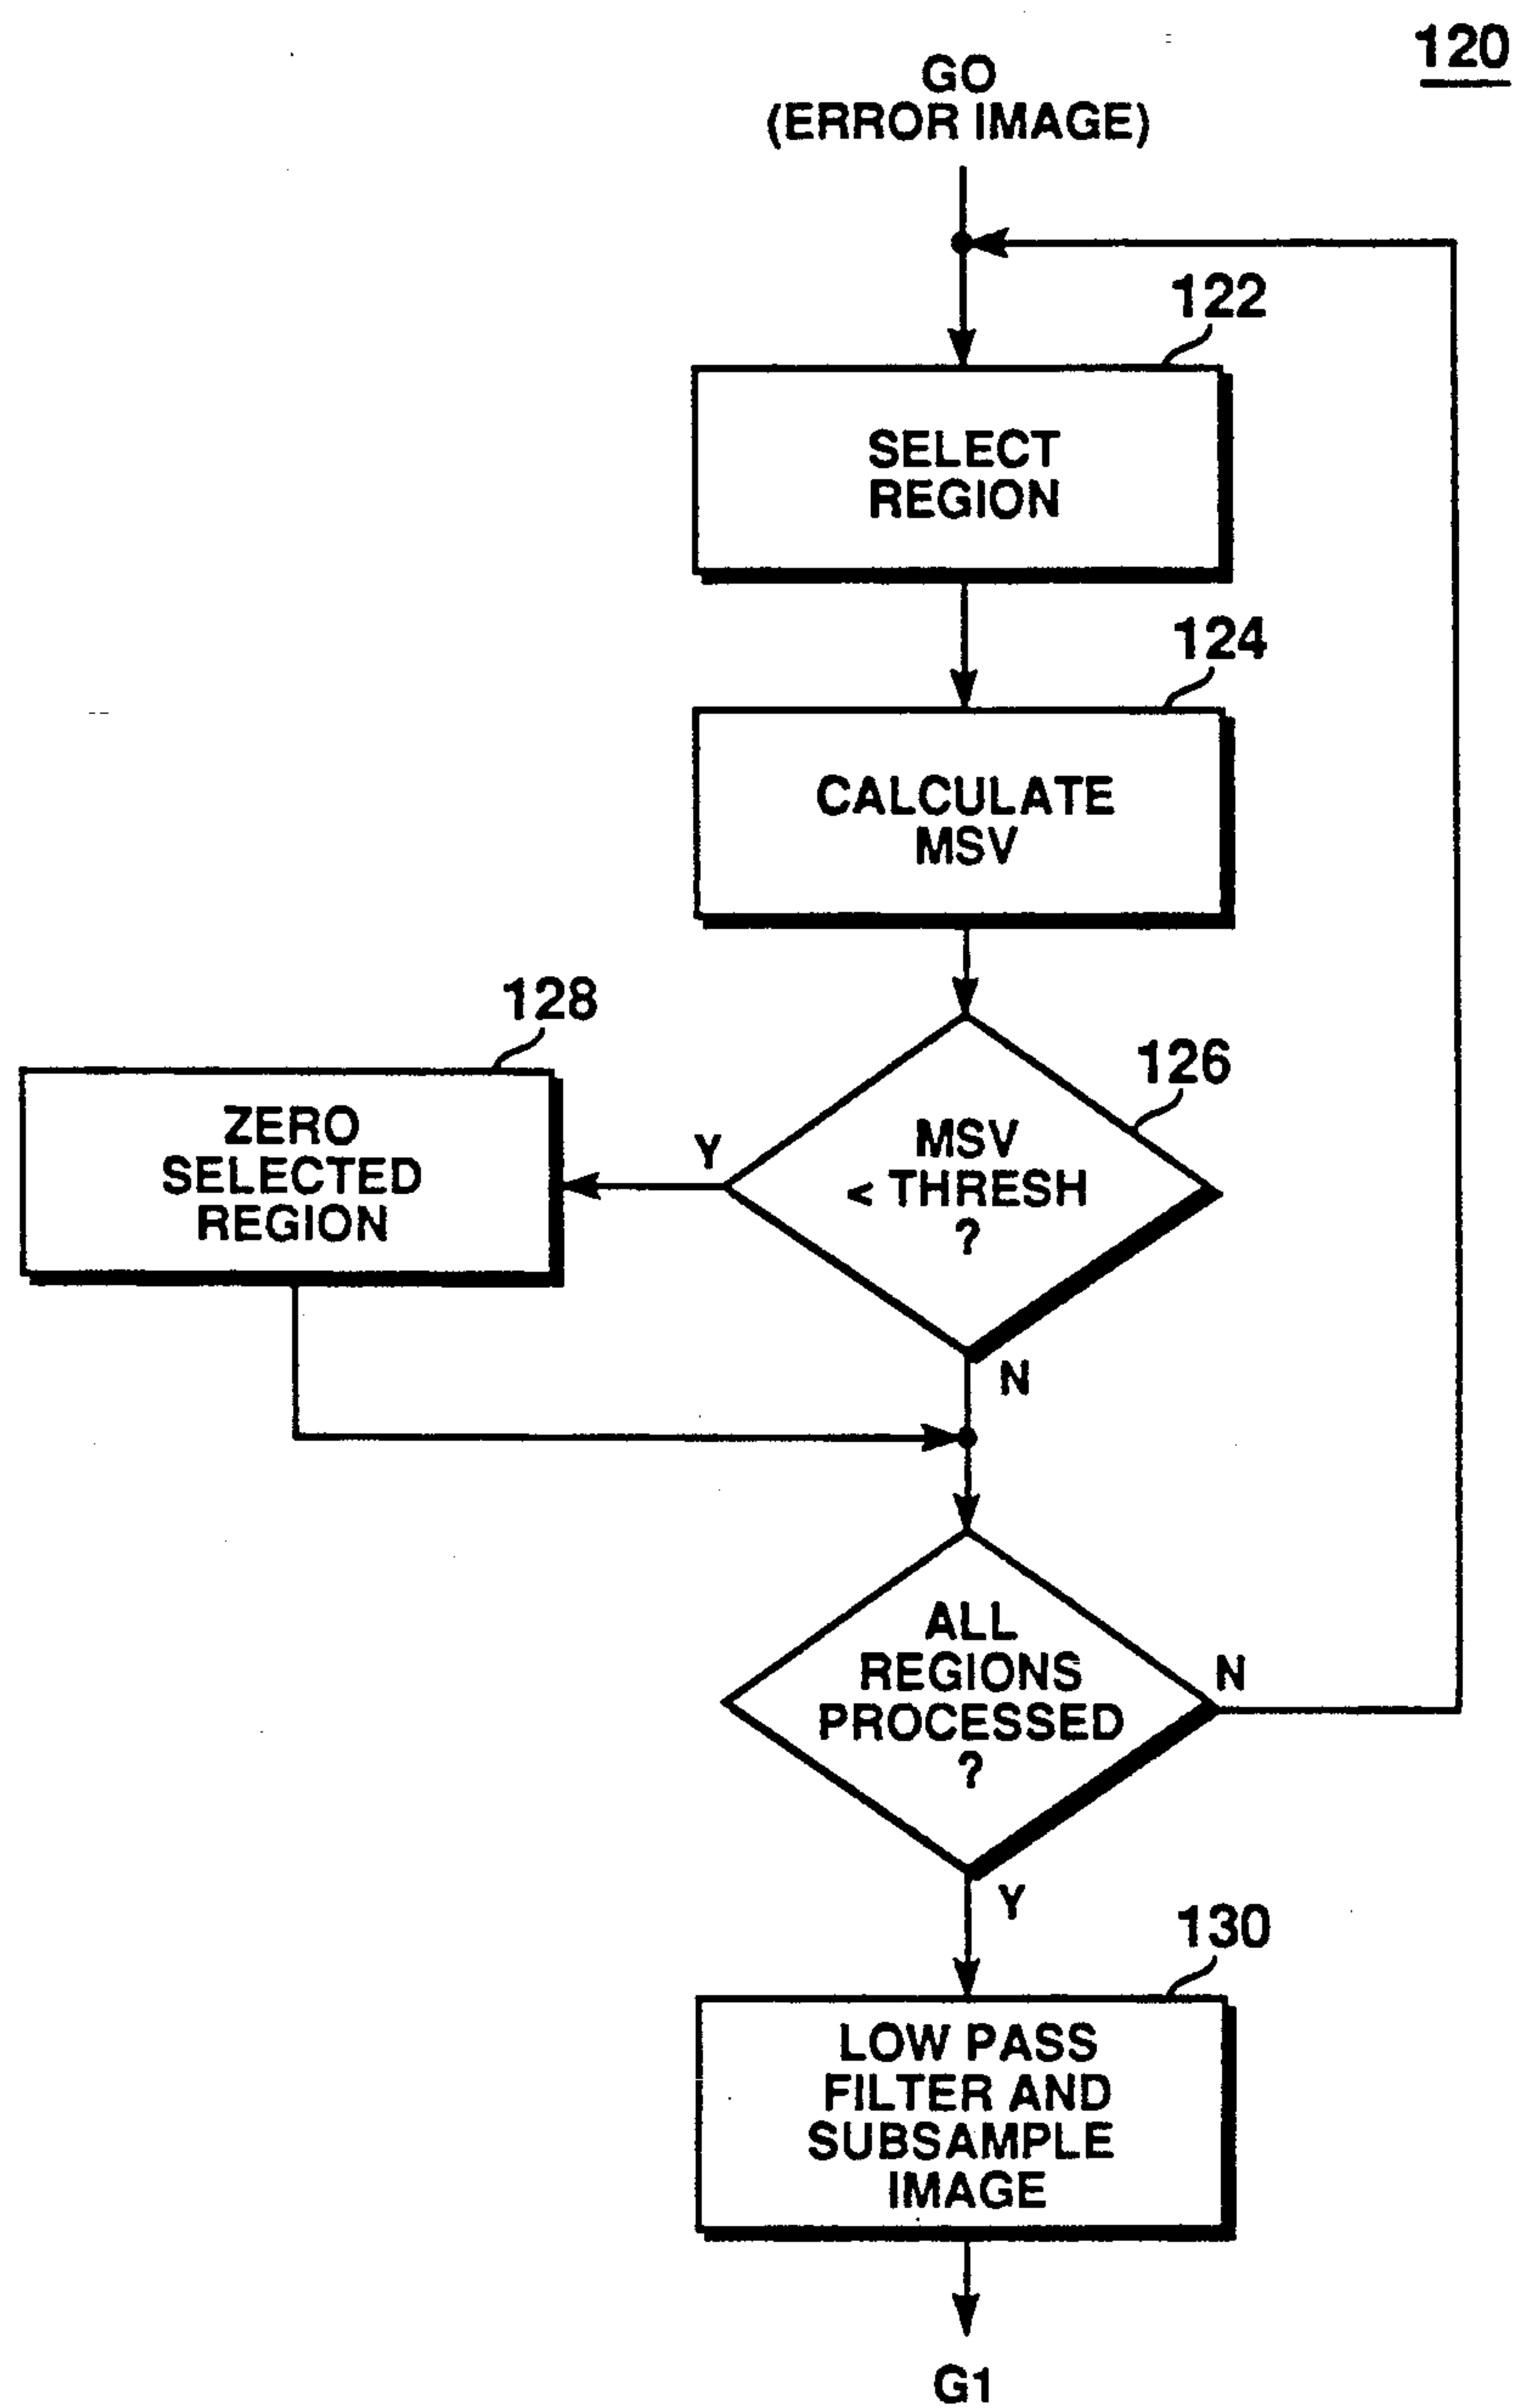 120
GO
(ERROR IMAGE)
122
SELECT
REGION
124
CALCULATE
MSV
128
ZERO
SELECTED
REGION
Y
126
MSV
< THRESH
?
N
ALL
REGIONS
PROCESSED
?
N
Y
130
LOW PASS
FILTER AND
SUBSAMPLE
IMAGE
G1